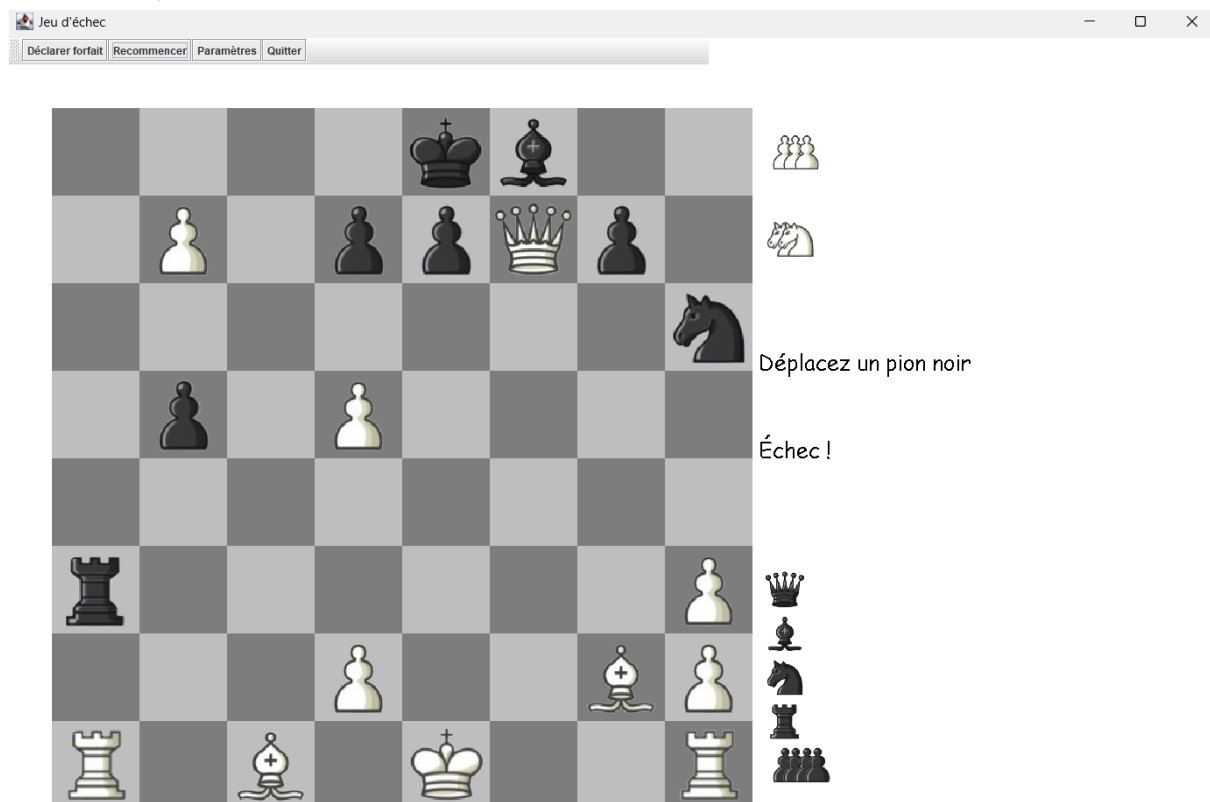 Jeu d'échec
Déclarer forfait Recommencer Paramètres Quitter
Déplacez un pion noir
Échec !